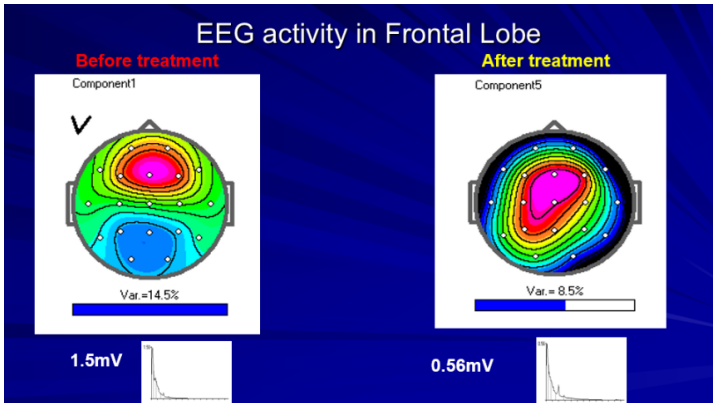 EEG activity in Frontal Lobe
Before treatment
After treatment
Component1
Component5
V
Var.=14.5%
Var.= 8.5%
1.5mV
0.56mV